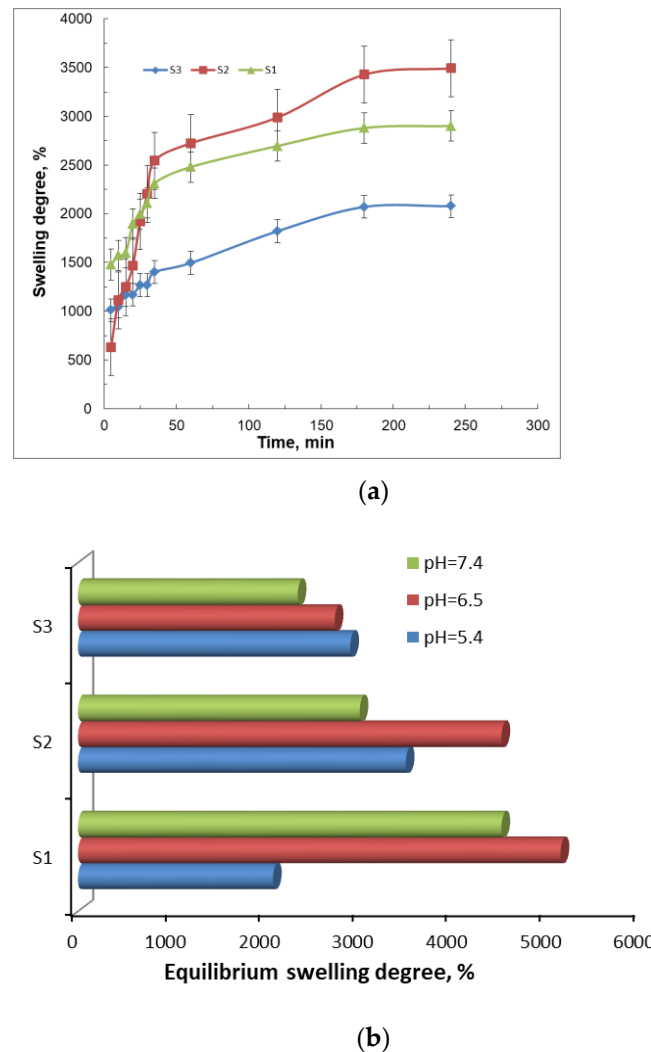 4000
3500
3000
2500
2000
1500
1000
500
0
Swelling degree, %
S3 S2 S1
0 50 100 150 200 250 300
Time, min
(a)
pH=7.4
pH=6.5
pH=5.4
S3
S2
S1
0 1000 2000 3000 4000 5000 6000
Equilibrium swelling degree, %
(b)